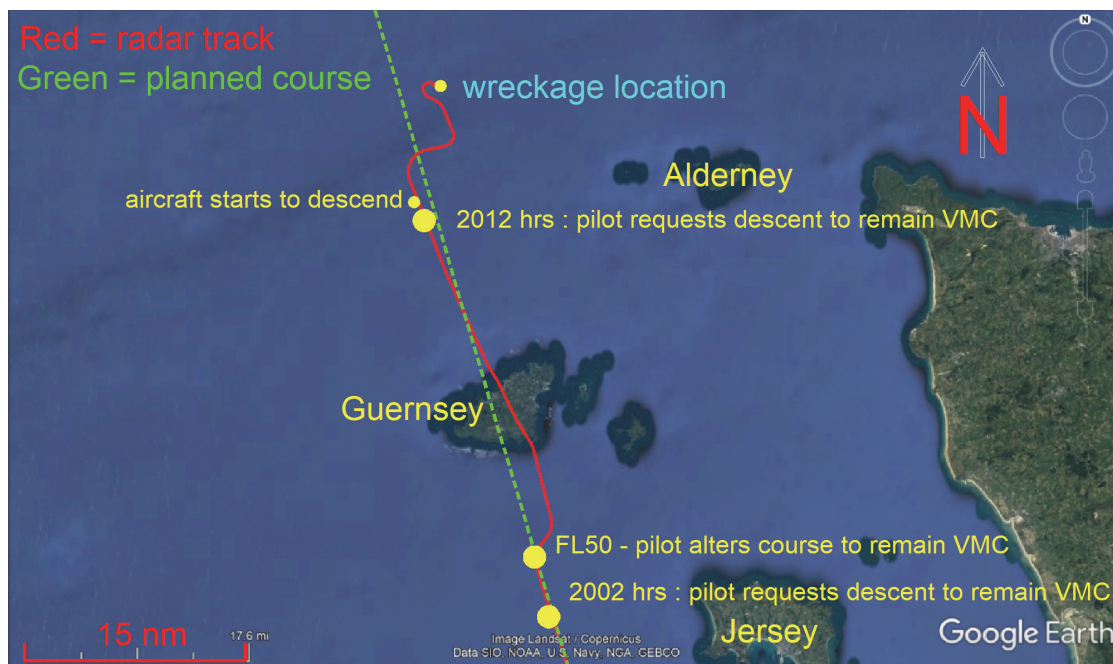 Red = radar track
Green = planned course
N
wreckage location
N
Alderney
aircraft starts to descend
2012 hrs : pilot requests descent to remain VMC
Guernsey
FL50 - pilot alters course to remain VMC
2002 hrs : pilot requests descent to remain VMC
15 nm
17.6 mi
Jersey
Image Landsat / Copernicus
Data SIO, NOAA, U.S. Navy, NGA, GEBCO
Google Earth